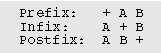 Prefix: + A B
Infix: A + B
Postfix: A B +